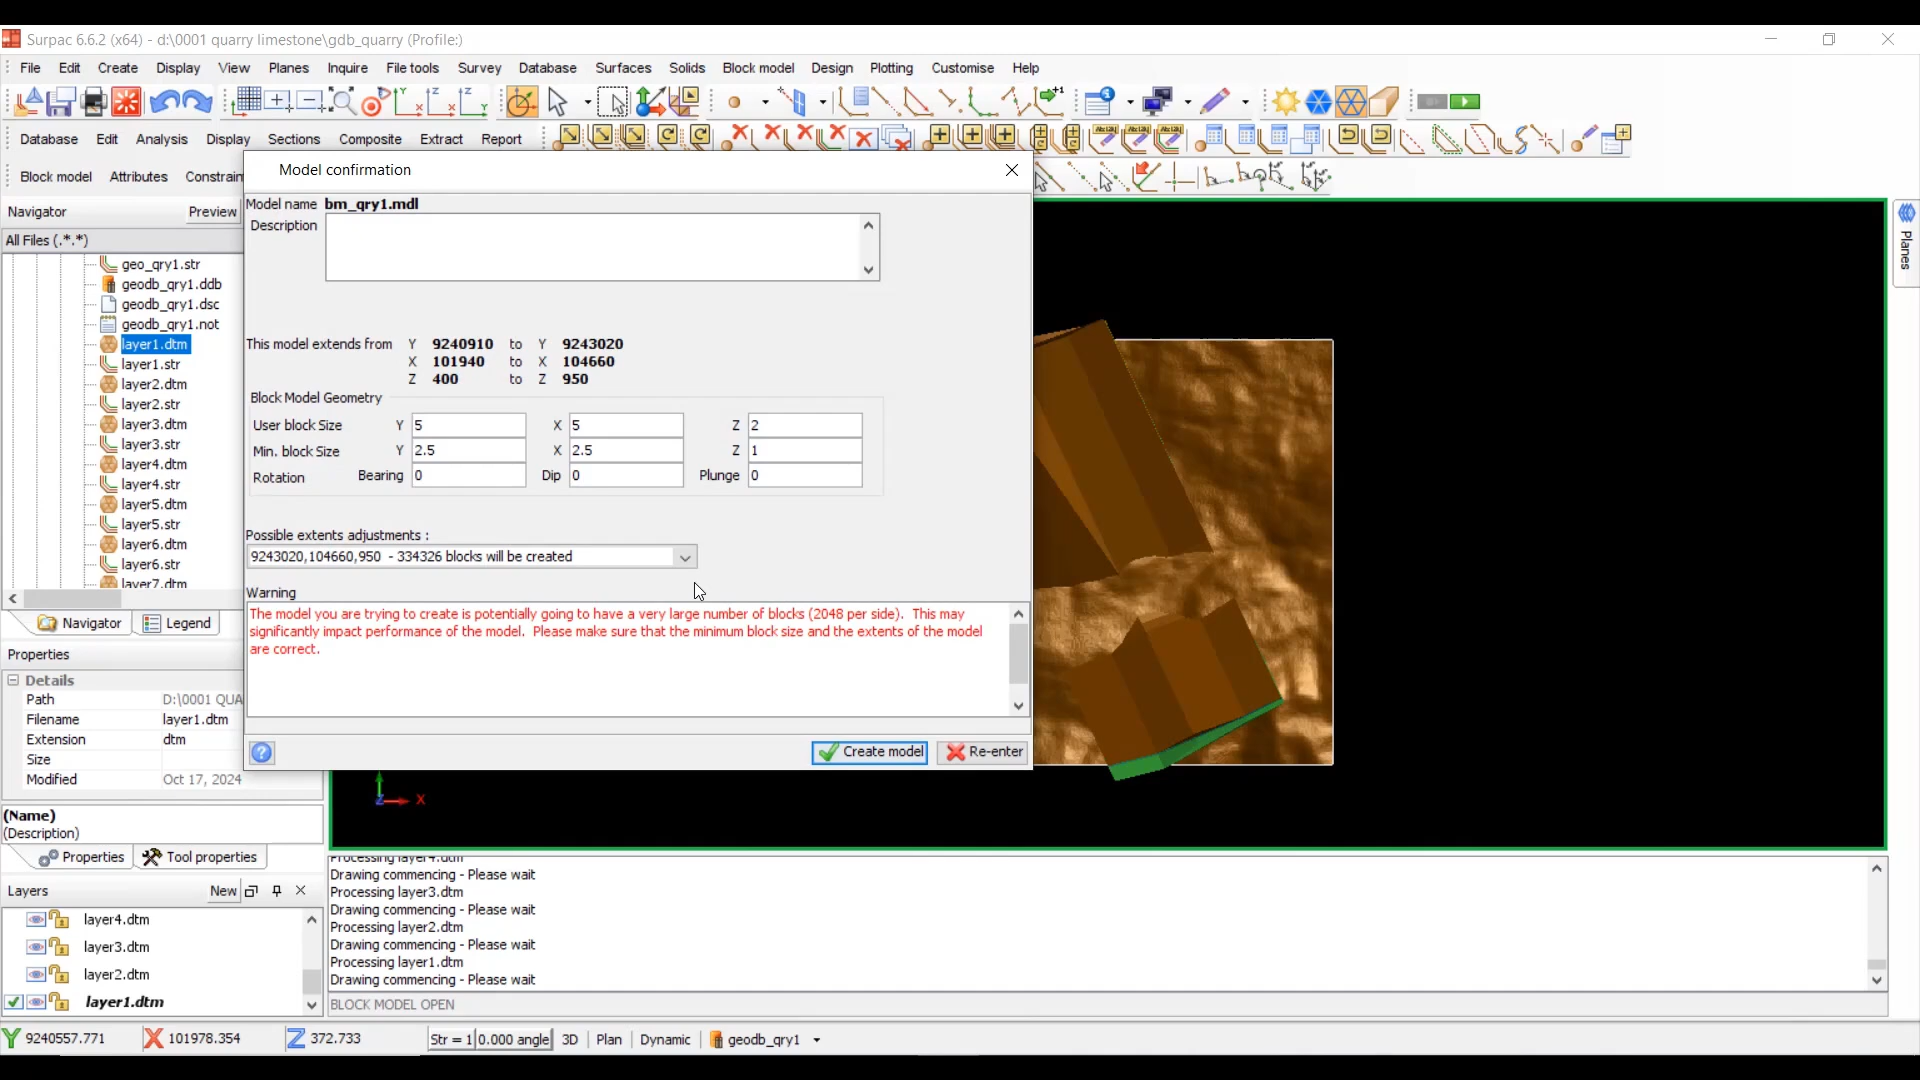 Surpac 6.6.2 (x64) - d:\0001 quarry limestone\gdb_quarry (Profile:)
File Edit Create Display View Planes Inquire File tools Survey Database Surfaces Solids Block model Design Plotting Customise Help
Database Edit Analysis Display Sections Composite Extract Report
Block model Attributes Constrain
Model confirmation
Navigator Preview
All Files (.*.*)
geo_qry1.str
geodb_qry1.ddb
geodb_qry1.dsc
geodb_qry1.not
layer1.dtm
layer1.str
layer2.dtm
layer2.str
layer3.dtm
layer3.str
layer4.dtm
layer4.str
layer5.dtm
layer5.str
layer6.dtm
layer6.str
layer7.dtm
Navigator Legend
Model name bm_qry1.mdl
Description
This model extends from Y 9240910 to Y 9243020
X 101940 to X 104660
Z 400 to Z 950
Block Model Geometry
User block Size Y 5 X 5 Z 2
Min. block Size Y 2.5 X 2.5 Z 1
Rotation Bearing 0 Dip 0 Plunge 0
Possible extents adjustments :
9243020,104660,950 - 334326 blocks will be created
Warning
The model you are trying to create is potentially going to have a very large number of blocks (2048 per side). This may
significantly impact performance of the model. Please make sure that the minimum block size and the extents of the model
are correct.
Create model Re-enter
Planes
Properties
Details
Path D:\0001 QUA
Filename layer1.dtm
Extension dtm
Size
Modified Oct 17, 2024
(Name)
(Description)
Properties Tool properties
Layers New
layer4.dtm
layer3.dtm
layer2.dtm
layer1.dtm
Z X
Processing layer4.dtm
Drawing commencing - Please wait
Processing layer3.dtm
Drawing commencing - Please wait
Processing layer2.dtm
Drawing commencing - Please wait
Processing layer1.dtm
Drawing commencing - Please wait
BLOCK MODEL OPEN
Y 9240557.771 X 101978.354 Z 372.733 Str = 1 0.000 angle 3D Plan Dynamic geodb_qry1